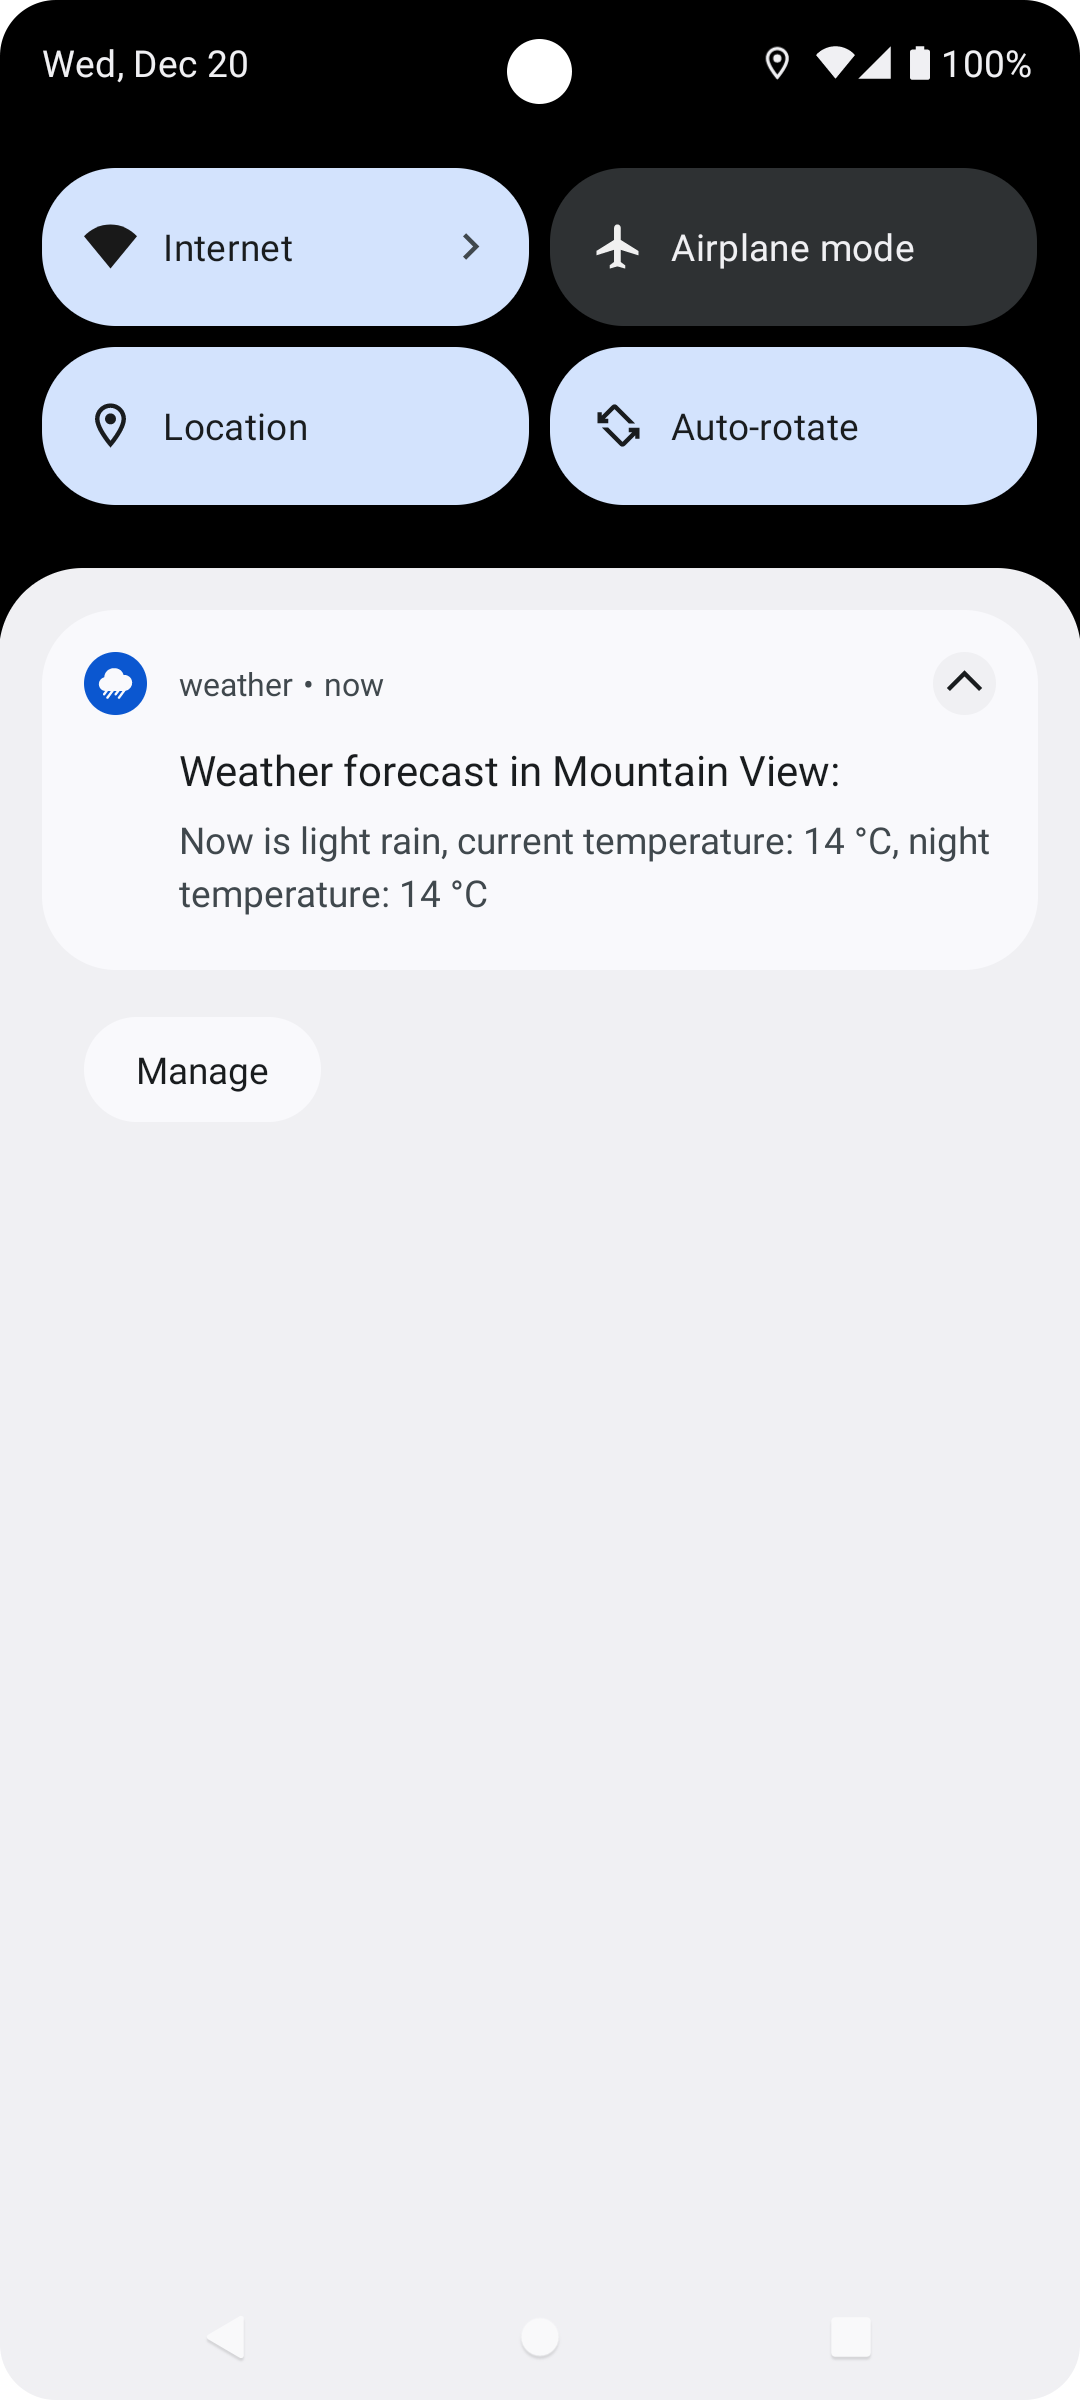 Wed, Dec 20
100%
Internet
Airplane mode
Location
Auto-rotate
weather • now
Weather forecast in Mountain View:
Now is light rain, current temperature: 14 °C, night
temperature: 14 °C
Manage